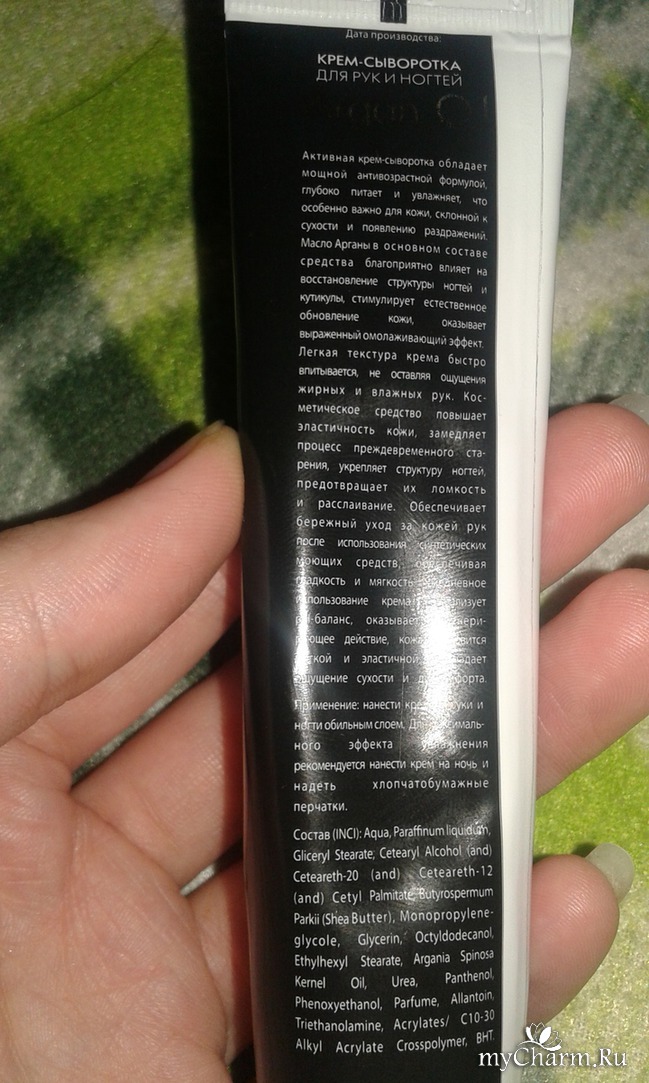 Дата производства:
КРЕМ-СЫВОРОТКА
ДЛЯ РУК И НОГТЕЙ
Активная крем-сыворотка обладает
мощной антивозрастной формулой,
глубоко питает и увлажняет, что
особенно важно для кожи, склонной к
сухости и появлению раздражений.
Масло Арганы в основном составе
средства благоприятно влияет на
восстановление структуры ногтей и
кутикулы, стимулирует естественное
обновление кожи, оказывает
выраженный омолаживающий эффект.
Легкая текстура крема быстро
впитывается, не оставляя ощущения
жирных и влажных рук. Кос-
метическое средство повышает
эластичность кожи, замедляет
процесс преждевременного ста-
рения, укрепляет структуру ногтей,
предотвращает их ломкость
и расслаивание. Обеспечивает
бережный уход за кожей рук
после использования синтетических
моющих средств,
гладкость и мягкость.
использование крема
pH-баланс, оказывает
действие,
и эластичной,
ощущение сухости и
Применение: нанести и
ногти обильным слоем.
ного эффекта увлажнения
рекомендуется нанести крем на ночь и
надеть хлопчатобумажные
перчатки.
Состав (INCI): Aqua, Paraffinum liquidum,
Gliceryl Stearate, Cetearyl Alcohol (and)
Ceteareth-20 (and) Ceteareth-12
(and) Cetyl Palmitate, Butyrospermum
Parkii (Shea Butter), Monopropylene-
glycole, Glycerin, Octyldodecanol,
Ethylhexyl Stearate, Argania Spinosa
Kernel Oil, Urea, Panthenol,
Phenoxyethanol, Parfume, Allantoin,
Triethanolamine, Acrylates/ C10-30
Alkyl Acrylate Crosspolymer, BHT.
myCharm.Ru